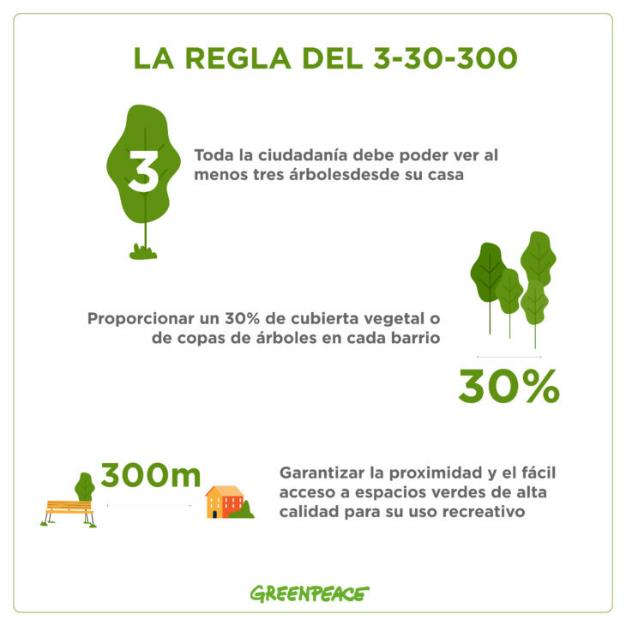 LA REGLA DEL 3-30-300
3
Toda la ciudadanía debe poder ver al
menos tres árbolesdesde su casa
Proporcionar un 30% de cubierta vegetal o
de copas de árboles en cada barrio
30%
300m
Garantizar la proximidad y el fácil
acceso a espacios verdes de alta
calidad para su uso recreativo
GREENPEACE